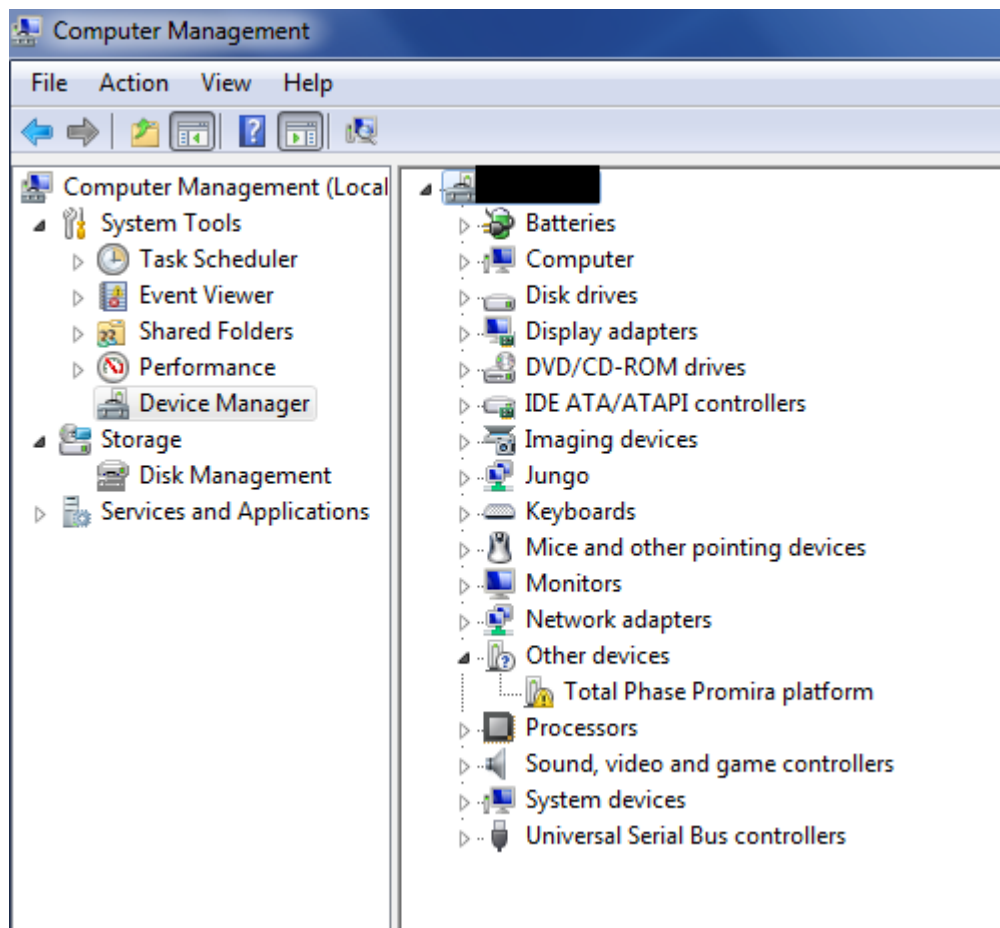 Computer Management
File Action View Help
Computer Management (Local
System Tools
Task Scheduler
Event Viewer
Shared Folders
Performance
Device Manager
Storage
Disk Management
Services and Applications
Batteries
Computer
Disk drives
Display adapters
DVD/CD-ROM drives
IDE ATA/ATAPI controllers
Imaging devices
Jungo
Keyboards
Mice and other pointing devices
Monitors
Network adapters
Other devices
Total Phase Promira platform
Processors
Sound, video and game controllers
System devices
Universal Serial Bus controllers